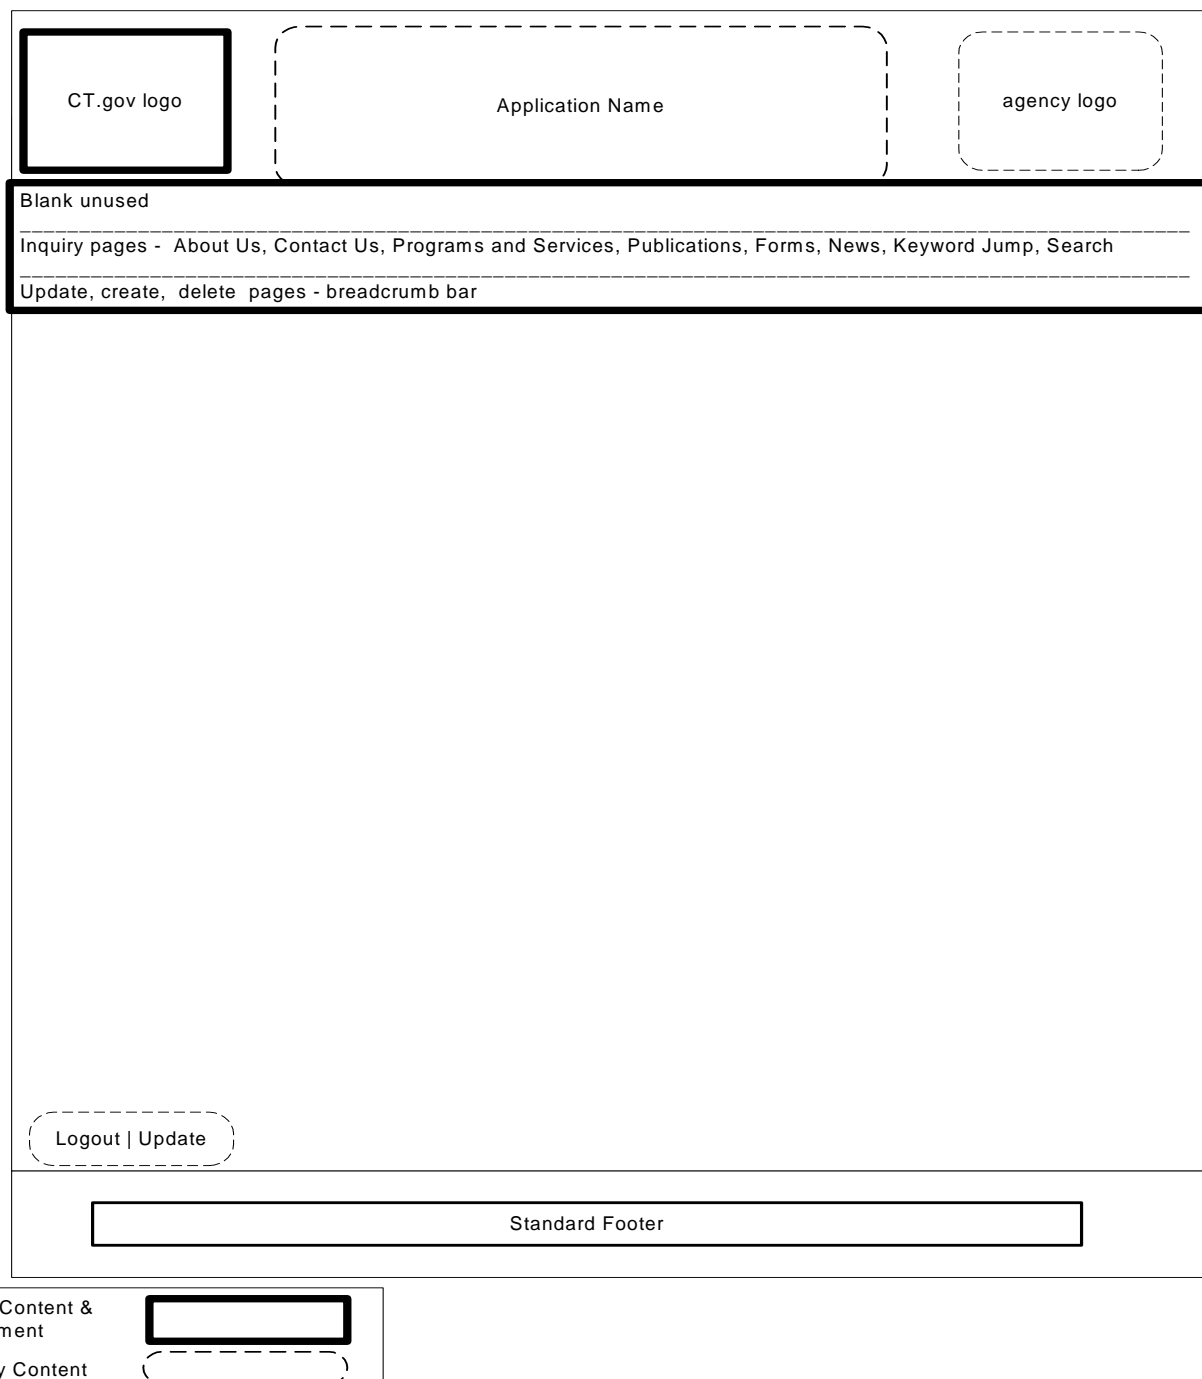 CT.gov logo
Application Name
agency logo
Blank unused
Inquiry pages -  About Us, Contact Us, Programs and Services, Publications, Forms, News, Keyword Jump, Search
Update, create,  delete  pages - breadcrumb bar
Logout | Update
Standard Footer
Content &
Content